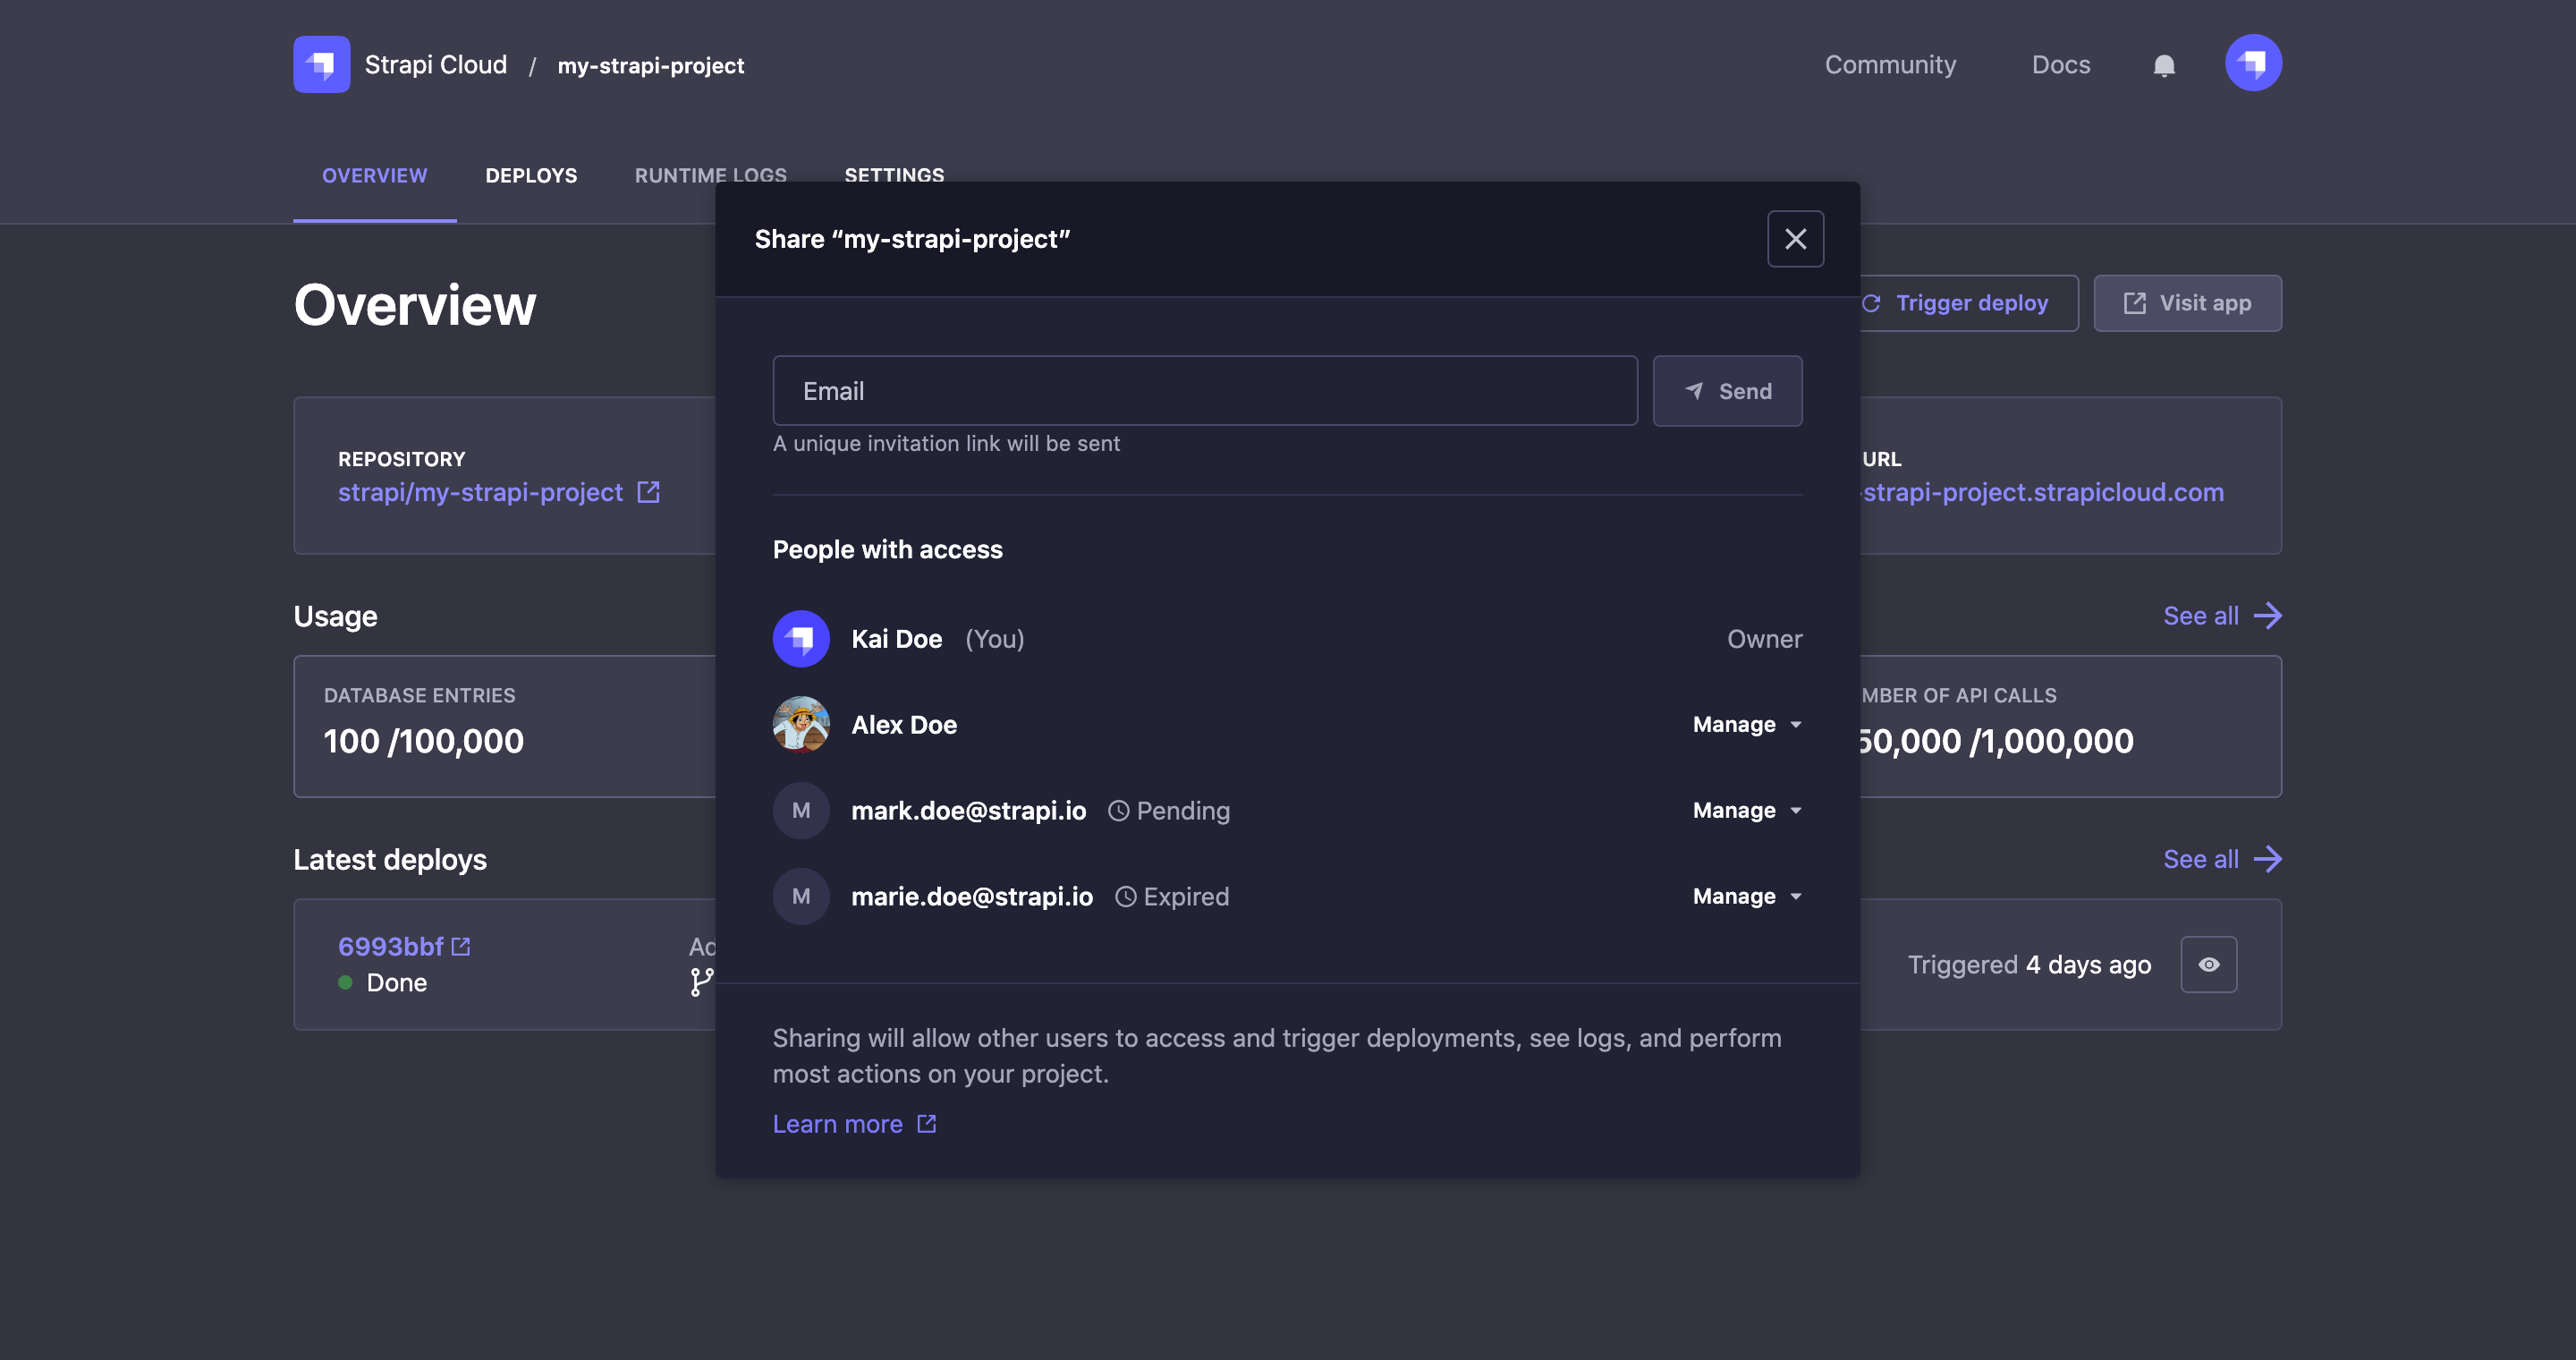 Strapi Cloud / my-strapi-project
Community
Docs
OVERVIEW
DEPLOYS
RUNTIME LOGS
SETTINGS
Overview
Trigger deploy
Visit app
REPOSITORY
strapi/my-strapi-project
URL
-strapi-project.strapicloud.com
Usage
See all
DATABASE ENTRIES
100 /100,000
MBER OF API CALLS
50,000 /1,000,000
Latest deploys
See all
6993bbf
Done
Ad
Triggered 4 days ago
Share “my-strapi-project”
Email
Send
A unique invitation link will be sent
People with access
Kai Doe (You)
Owner
Alex Doe
Manage
M
mark.doe@strapi.io
Pending
Manage
M
marie.doe@strapi.io
Expired
Manage
Sharing will allow other users to access and trigger deployments, see logs, and perform
most actions on your project.
Learn more